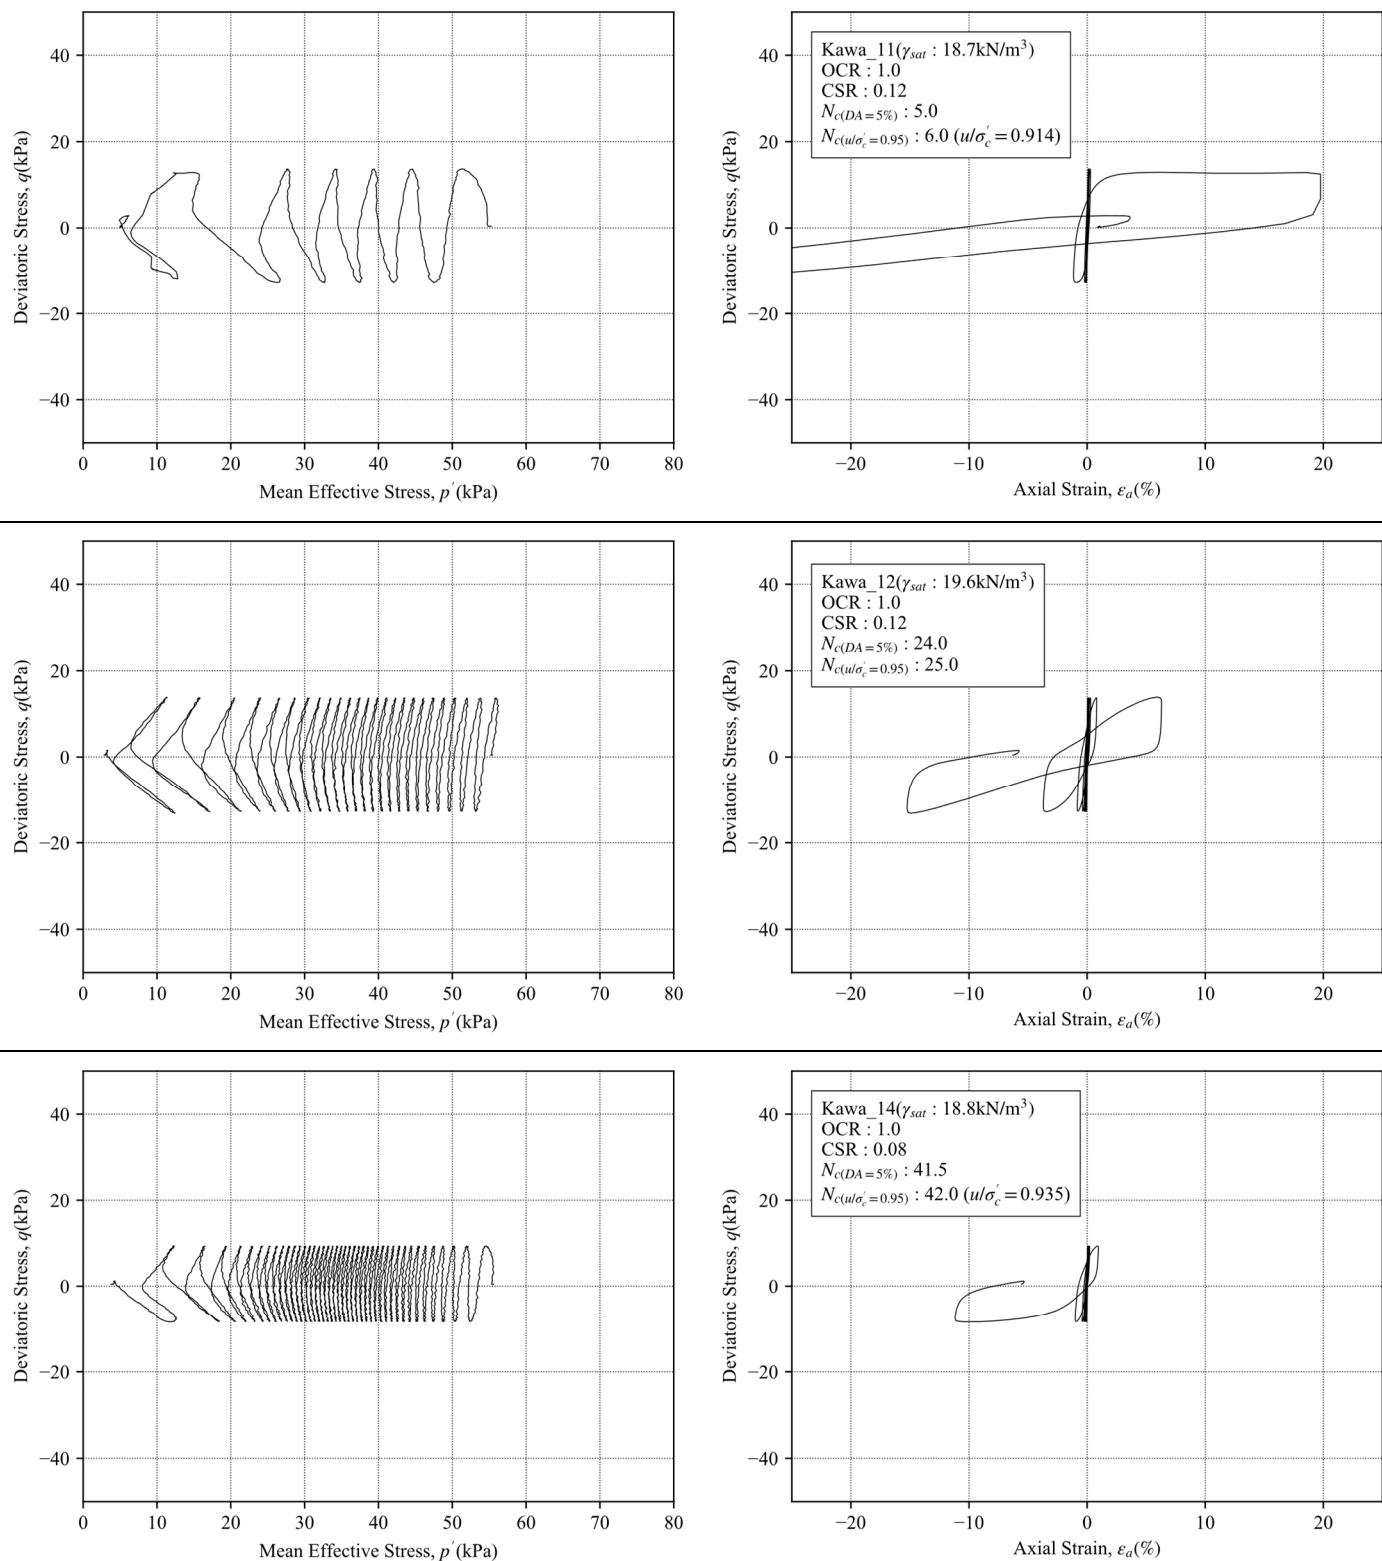 40
20
0
−20
−40
Deviatoric Stress, q(kPa)
0 10 20 30 40 50 60 70 80
Mean Effective Stress, p′(kPa)
40
20
0
−20
−40
Deviatoric Stress, q(kPa)
Kawa_11(γsat : 18.7kN/m³)
OCR : 1.0
CSR : 0.12
Nc(DA=5%) : 5.0
Nc(u/σ′c=0.95) : 6.0 (u/σ′c=0.914)
−20 −10 0 10 20
Axial Strain, εa(%)
40
20
0
−20
−40
Deviatoric Stress, q(kPa)
0 10 20 30 40 50 60 70 80
Mean Effective Stress, p′(kPa)
40
20
0
−20
−40
Deviatoric Stress, q(kPa)
Kawa_12(γsat : 19.6kN/m³)
OCR : 1.0
CSR : 0.12
Nc(DA=5%) : 24.0
Nc(u/σ′c=0.95) : 25.0
−20 −10 0 10 20
Axial Strain, εa(%)
40
20
0
−20
−40
Deviatoric Stress, q(kPa)
0 10 20 30 40 50 60 70 80
Mean Effective Stress, p′(kPa)
40
20
0
−20
−40
Deviatoric Stress, q(kPa)
Kawa_14(γsat : 18.8kN/m³)
OCR : 1.0
CSR : 0.08
Nc(DA=5%) : 41.5
Nc(u/σ′c=0.95) : 42.0 (u/σ′c=0.935)
−20 −10 0 10 20
Axial Strain, εa(%)